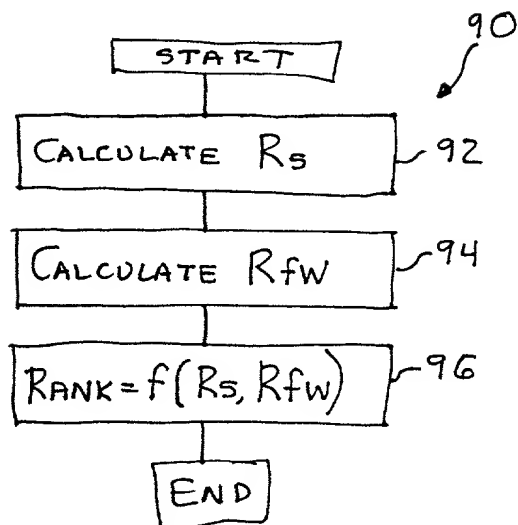 90
START
CALCULATE Rs
92
CALCULATE Rfw
94
RANK = f(Rs, Rfw)
96
END